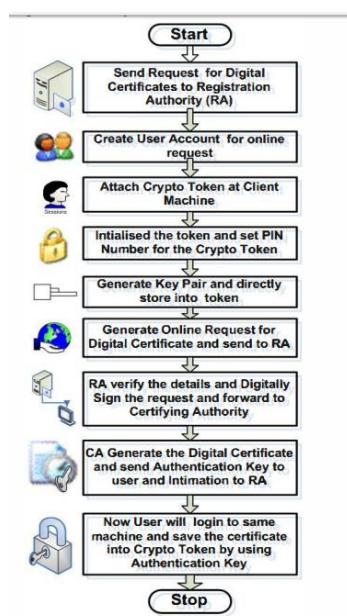 Start
Send Request for Digital
Certificates to Registration
Authority (RA)
Create User Account for online
request
Attach Crypto Token at Client
Machine
Sessions
Intialised the token and set PIN
Number for the Crypto Token
Generate Key Pair and directly
store into token
Generate Online Request for
Digital Certificate and send to RA
RA verify the details and Digitally
Sign the request and forward to
Certifying Authority
CA Generate the Digital Certificate
and send Authentication Key to
user and Intimation to RA
Now User will login to same
machine and save the certificate
into Crypto Token by using
Authentication Key
Stop